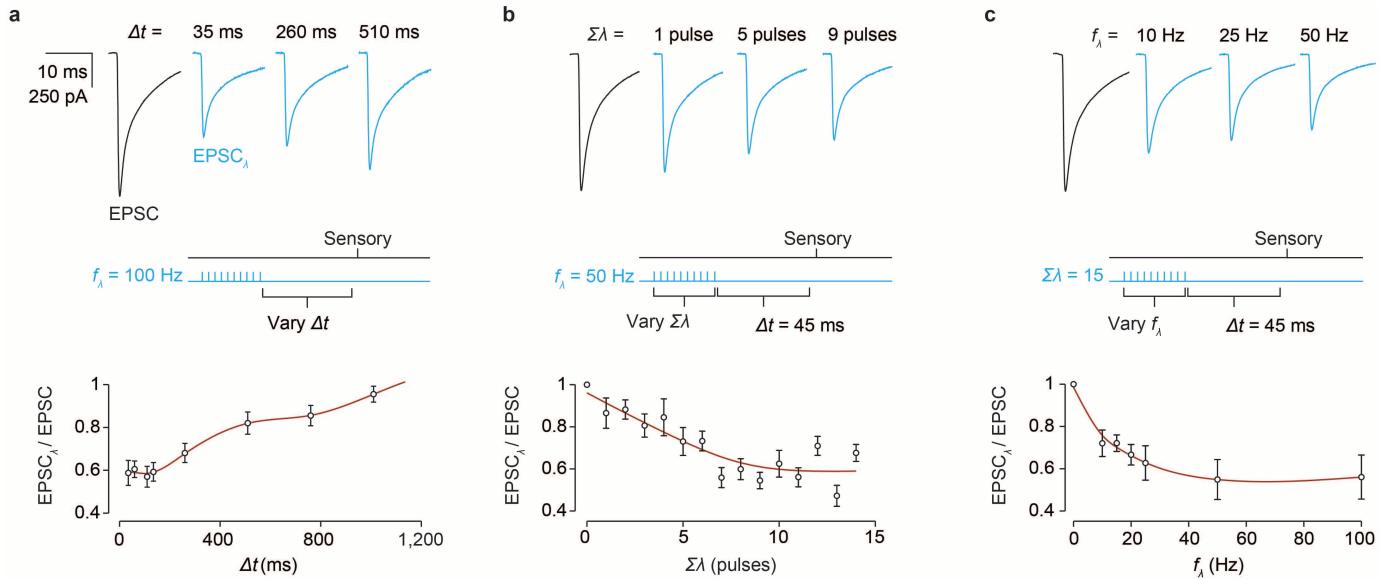 a
Δt = 35 ms 260 ms 510 ms
10 ms
250 pA
EPSCλ
EPSC
Sensory
fλ = 100 Hz
Vary Δt
EPSCλ / EPSC
1
0.8
0.6
0.4
0 400 800 1,200
Δt (ms)
b
Σλ = 1 pulse 5 pulses 9 pulses
Sensory
fλ = 50 Hz
Vary Σλ Δt = 45 ms
EPSCλ / EPSC
1
0.8
0.6
0.4
0 5 10 15
Σλ (pulses)
c
fλ = 10 Hz 25 Hz 50 Hz
Sensory
Σλ = 15
Vary fλ Δt = 45 ms
EPSCλ / EPSC
1
0.8
0.6
0.4
0 20 40 60 80 100
fλ (Hz)